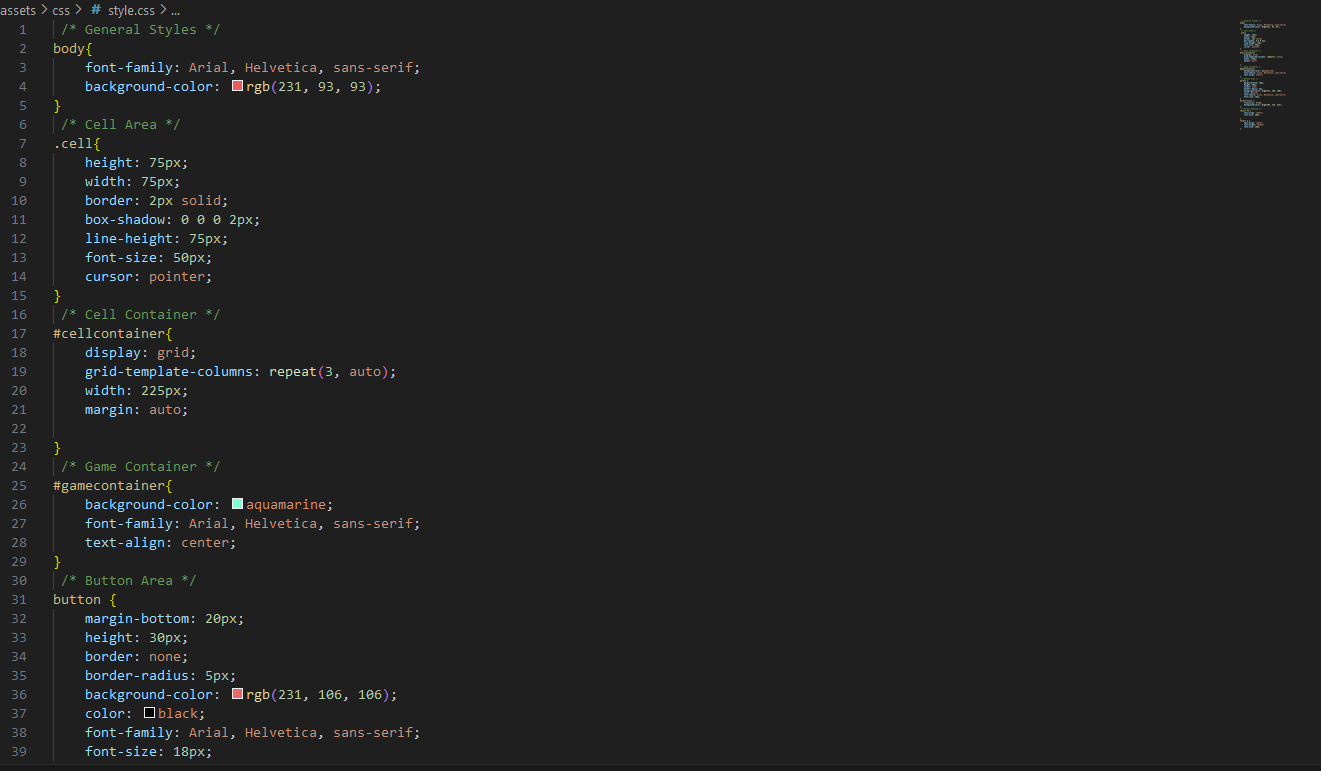 assets > css > # style.css > ...
1 /* General Styles */
2 body{
3 font-family: Arial, Helvetica, sans-serif;
4 background-color: rgb(231, 93, 93);
5 }
6 /* Cell Area */
7 .cell{
8 height: 75px;
9 width: 75px;
10 border: 2px solid;
11 box-shadow: 0 0 0 2px;
12 line-height: 75px;
13 font-size: 50px;
14 cursor: pointer;
15 }
16 /* Cell Container */
17 #cellcontainer{
18 display: grid;
19 grid-template-columns: repeat(3, auto);
20 width: 225px;
21 margin: auto;
22
23 }
24 /* Game Container */
25 #gamecontainer{
26 background-color: aquamarine;
27 font-family: Arial, Helvetica, sans-serif;
28 text-align: center;
29 }
30 /* Button Area */
31 button {
32 margin-bottom: 20px;
33 height: 30px;
34 border: none;
35 border-radius: 5px;
36 background-color: rgb(231, 106, 106);
37 color: black;
38 font-family: Arial, Helvetica, sans-serif;
39 font-size: 18px;